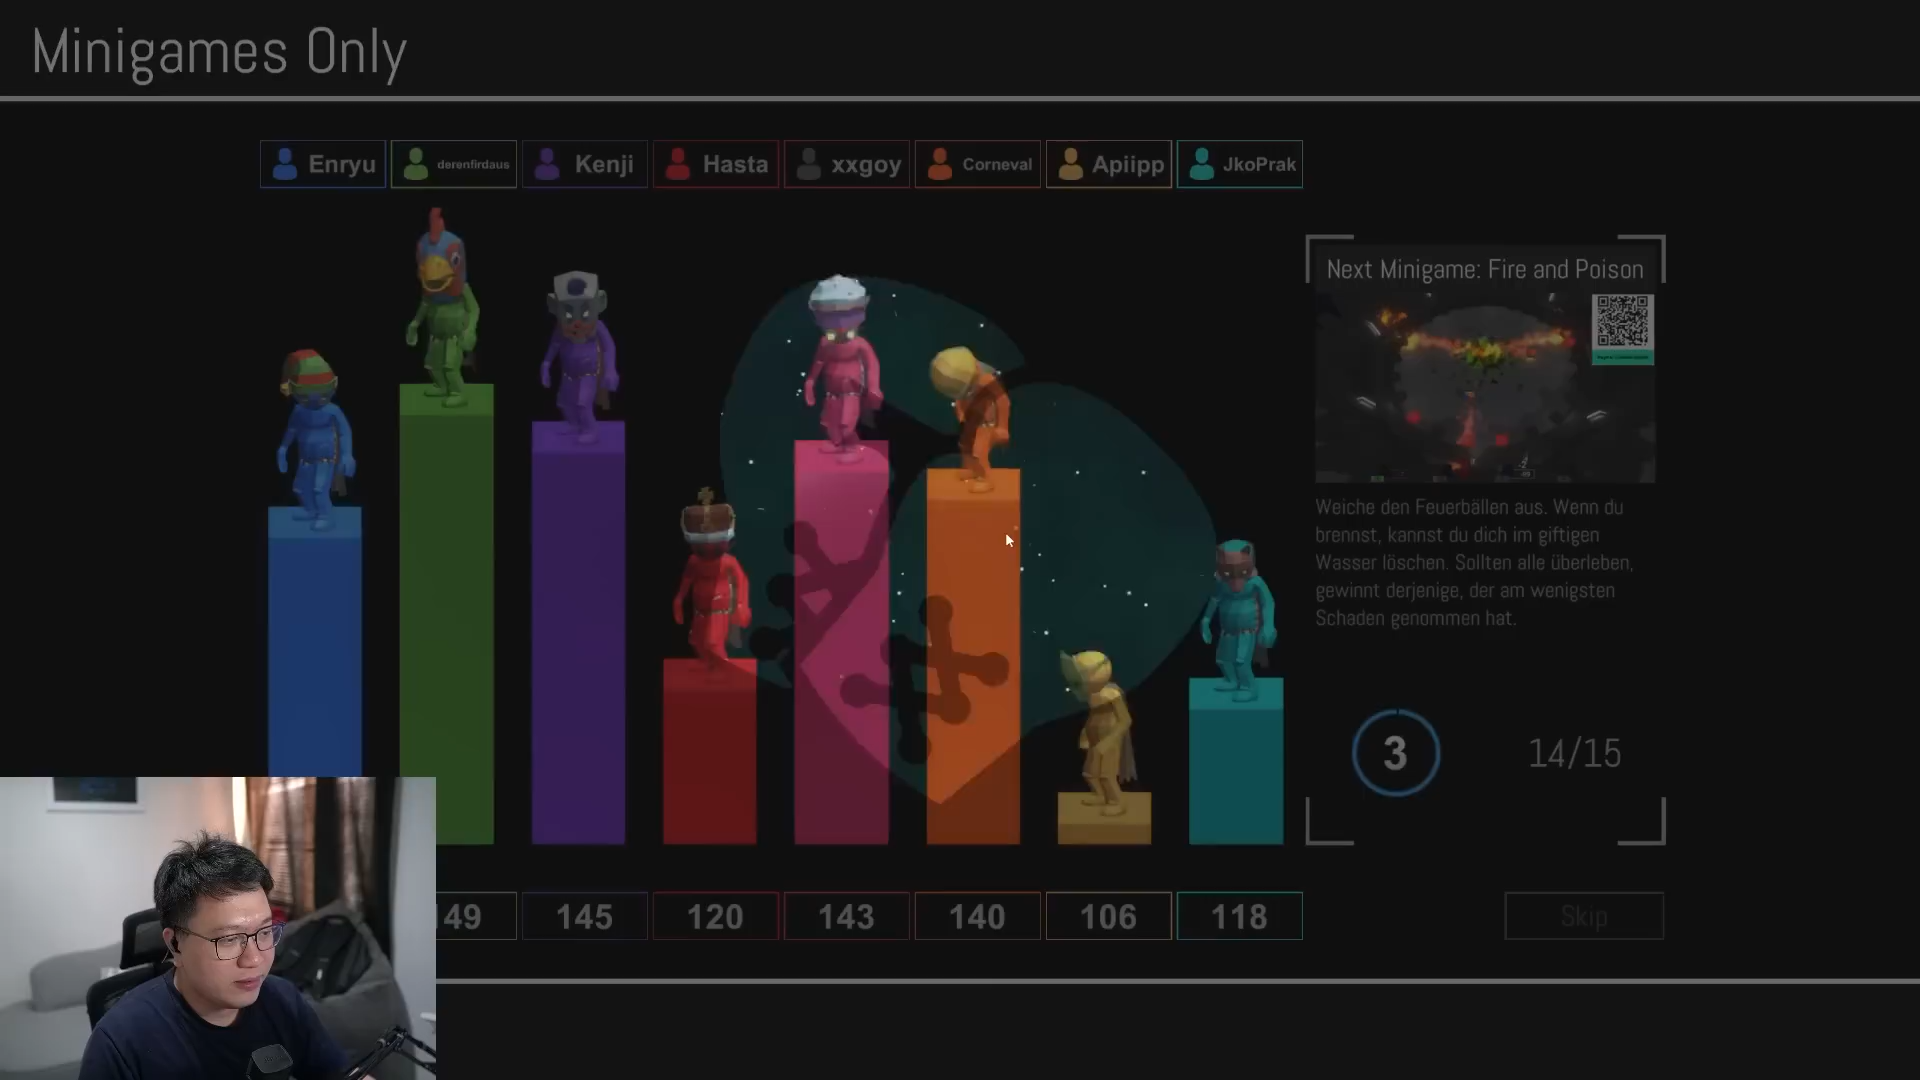 Minigames Only
Enryu
derenfirdaus
Kenji
Hasta
xxgoy
Corneval
Apiipp
JkoPrak
Next Minigame: Fire and Poison
Weiche den Feuerbällen aus. Wenn du
brennst, kannst du dich im giftigen
Wasser löschen. Sollten alle überleben,
gewinnt derjenige, der am wenigsten
Schaden genommen hat.
3
14/15
49
145
120
143
140
106
118
Skip